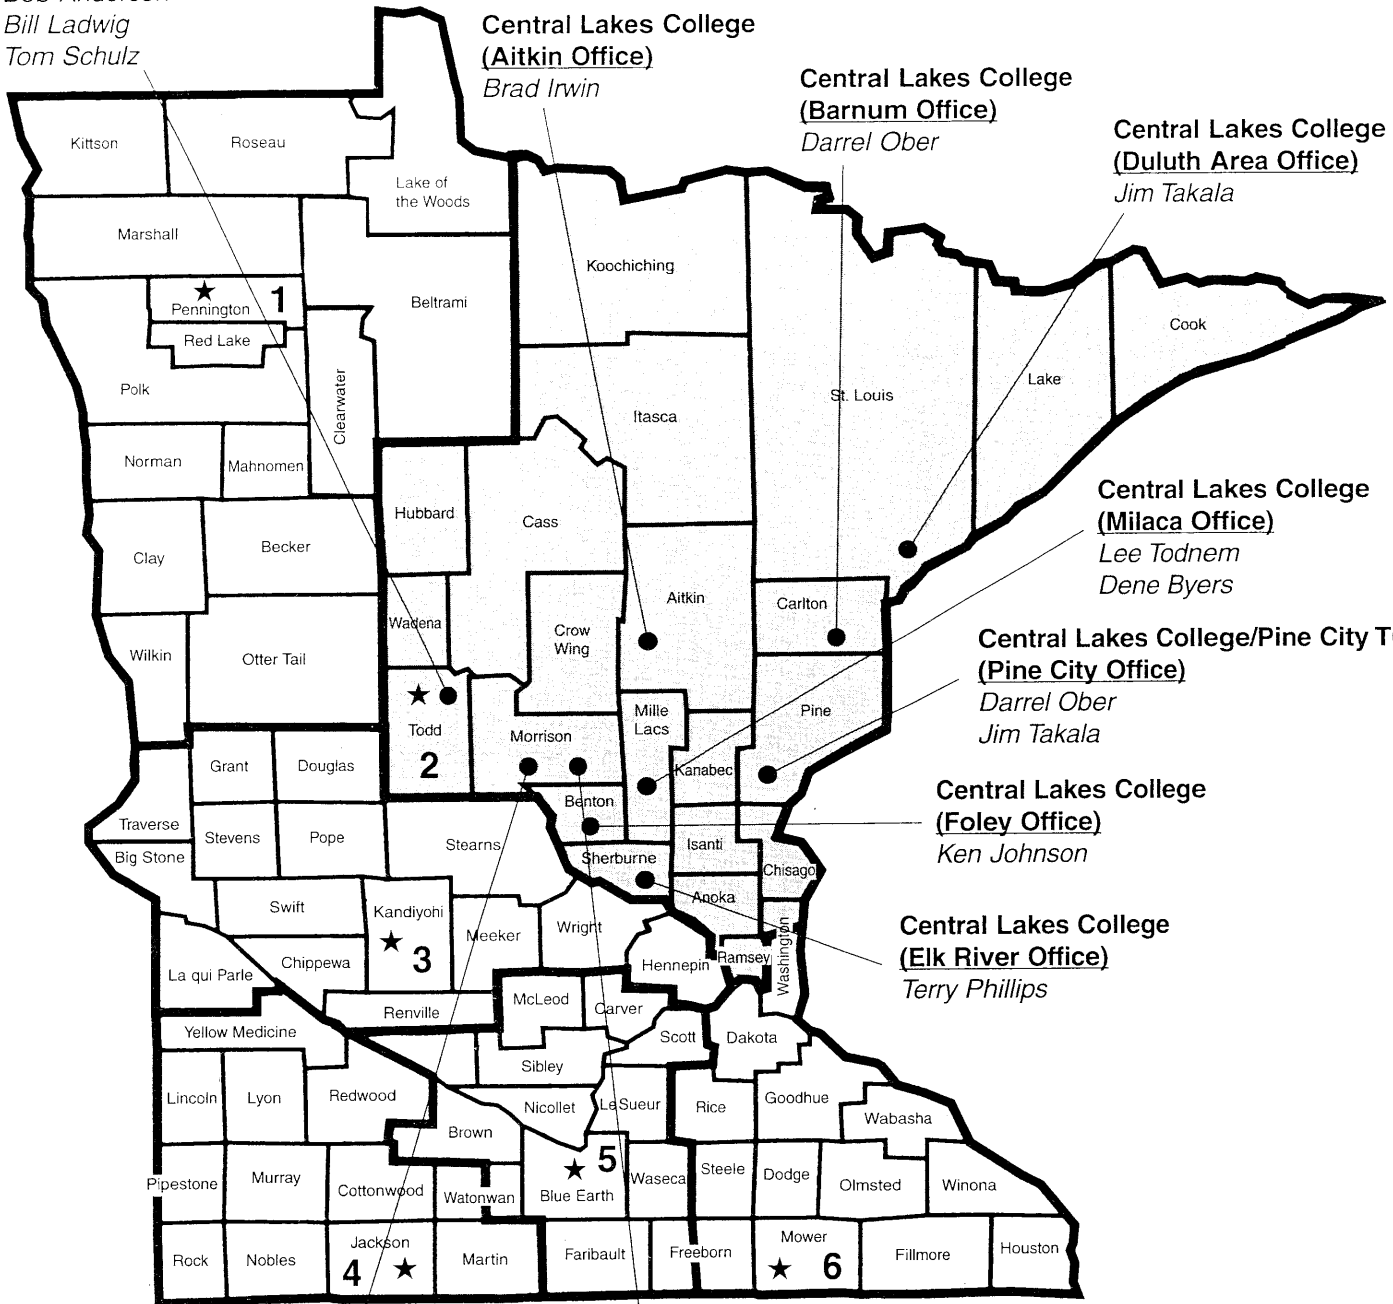 Bill Ladwig
Tom Schulz
Central Lakes College
(Aitkin Office)
Brad Irwin
Central Lakes College
(Barnum Office)
Darrel Ober
Central Lakes College
(Duluth Area Office)
Jim Takala
Kittson
Roseau
Lake of
the Woods
Marshall
Koochiching
Pennington
1
Beltrami
Cook
Red Lake
Polk
Clearwater
St. Louis
Lake
Itasca
Norman
Mahnomen
Hubbard
Cass
Central Lakes College
(Milaca Office)
Lee Todnem
Dene Byers
Clay
Becker
Aitkin
Carlton
Wadena
Crow
Wing
Wilkin
Otter Tail
Central Lakes College/Pine City
(Pine City Office)
Darrel Ober
Jim Takala
Todd
2
Morrison
Mille
Lacs
Pine
Kanabec
Grant
Douglas
Benton
Central Lakes College
(Foley Office)
Ken Johnson
Traverse
Stevens
Pope
Stearns
Isanti
Big Stone
Sherburne
Chisago
Anoka
Swift
Kandiyohi
3
Meeker
Wright
Central Lakes College
(Elk River Office)
Terry Phillips
La qui Parle
Chippewa
Hennepin
Ramsey
Washington
Renville
McLeod
Carver
Yellow Medicine
Scott
Dakota
Sibley
Lincoln
Lyon
Redwood
Nicollet
Le Sueur
Rice
Goodhue
Wabasha
Brown
5
Pipestone
Murray
Cottonwood
Watonwan
Blue Earth
Waseca
Steele
Dodge
Olmsted
Winona
Rock
Nobles
Jackson
4
Martin
Faribault
Freeborn
Mower
6
Fillmore
Houston